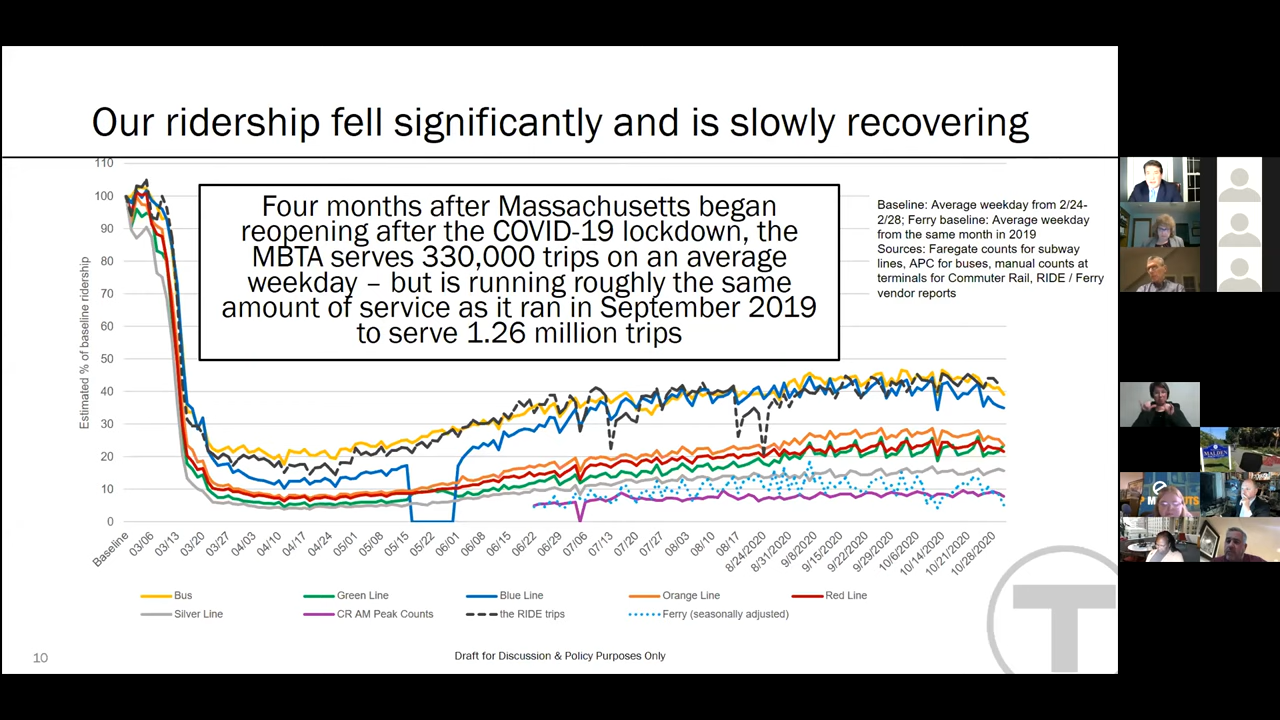 Our ridership fell significantly and is slowly recovering
Four months after Massachusetts began
reopening after the COVID-19 lockdown, the
MBTA serves 330,000 trips on an average
weekday – but is running roughly the same
amount of service as it ran in September 2019
to serve 1.26 million trips
Baseline: Average weekday from 2/24-
2/28; Ferry baseline: Average weekday
from the same month in 2019
Sources: Faregate counts for subway
lines, APC for buses, manual counts at
terminals for Commuter Rail, RIDE / Ferry
vendor reports
Estimated % of baseline ridership
110
100
90
80
70
60
50
40
30
20
10
0
Baseline 03/06 03/13 03/20 03/27 04/03 04/10 04/17 04/24 05/01 05/08 05/15 05/22 06/01 06/08 06/15 06/22 06/29 07/06 07/13 07/20 07/27 08/03 08/10 08/17 8/24/2020 8/31/2020 9/8/2020 9/15/2020 9/22/2020 9/29/2020 10/6/2020 10/14/2020 10/21/2020 10/28/2020
Bus Green Line Blue Line Orange Line Red Line
Silver Line CR AM Peak Counts the RIDE trips Ferry (seasonally adjusted)
10
Draft for Discussion & Policy Purposes Only
T
MALDEN